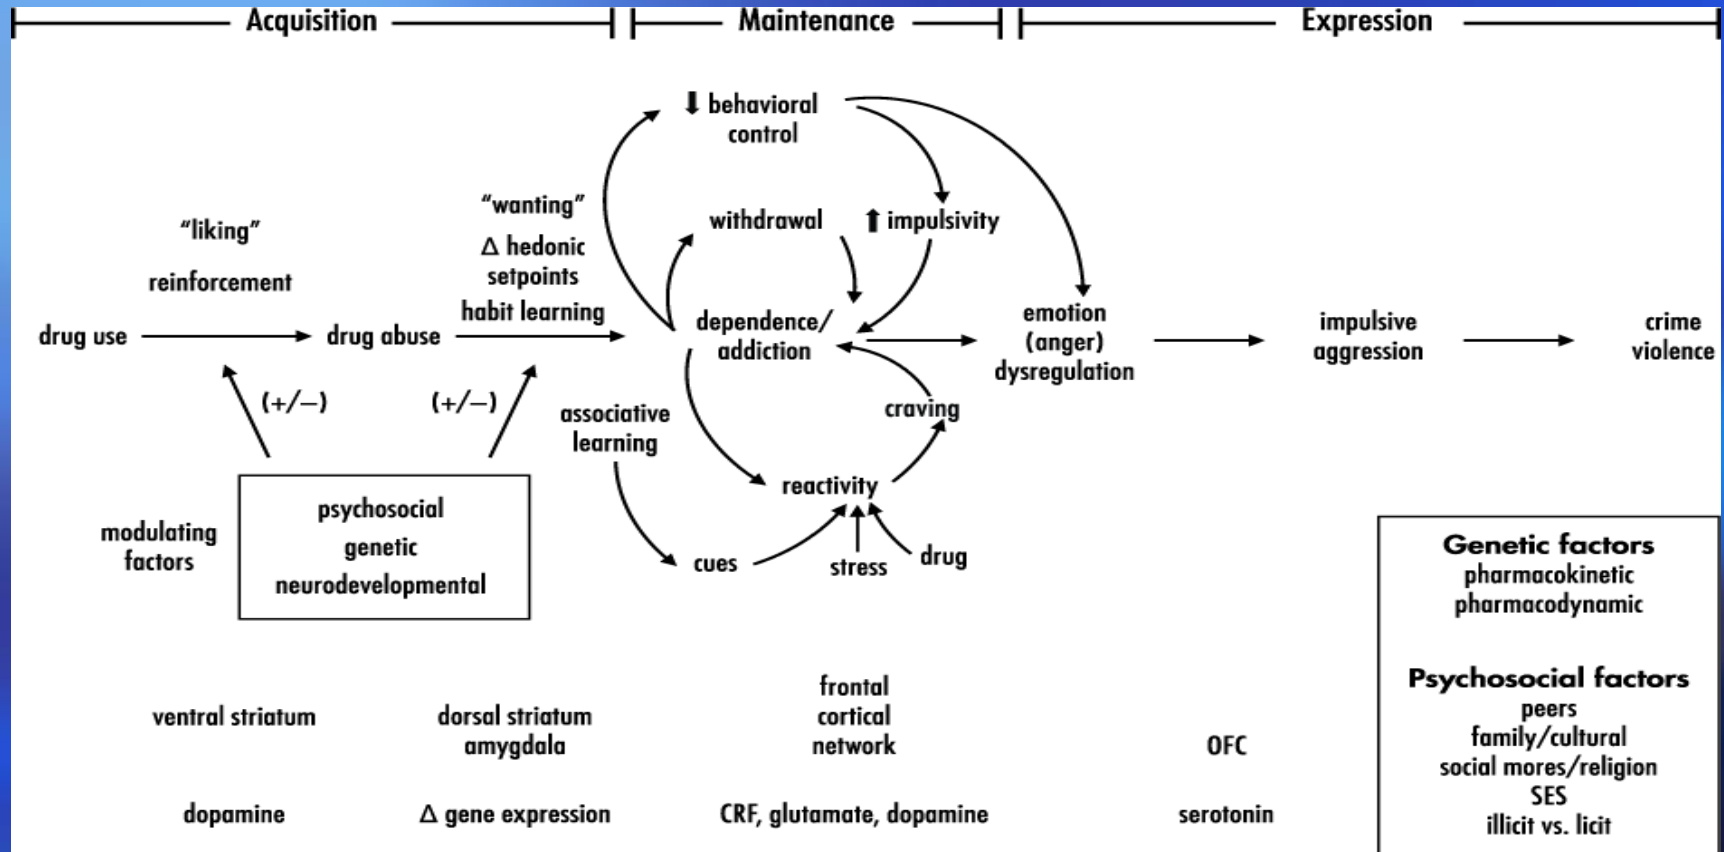 Acquisition
Maintenance
Expression
⬇ behavioral
control
"wanting"
"liking"
withdrawal
⬆ impulsivity
Δ hedonic
setpoints
reinforcement
habit learning
drug use
drug abuse
dependence/
addiction
emotion
(anger)
dysregulation
impulsive
aggression
crime
violence
(+/−)
(+/−)
associative
learning
craving
reactivity
modulating
factors
psychosocial
genetic
neurodevelopmental
cues
stress
drug
Genetic factors
pharmacokinetic
pharmacodynamic
Psychosocial factors
peers
family/cultural
social mores/religion
SES
illicit vs. licit
ventral striatum
dorsal striatum
amygdala
frontal
cortical
network
OFC
dopamine
Δ gene expression
CRF, glutamate, dopamine
serotonin